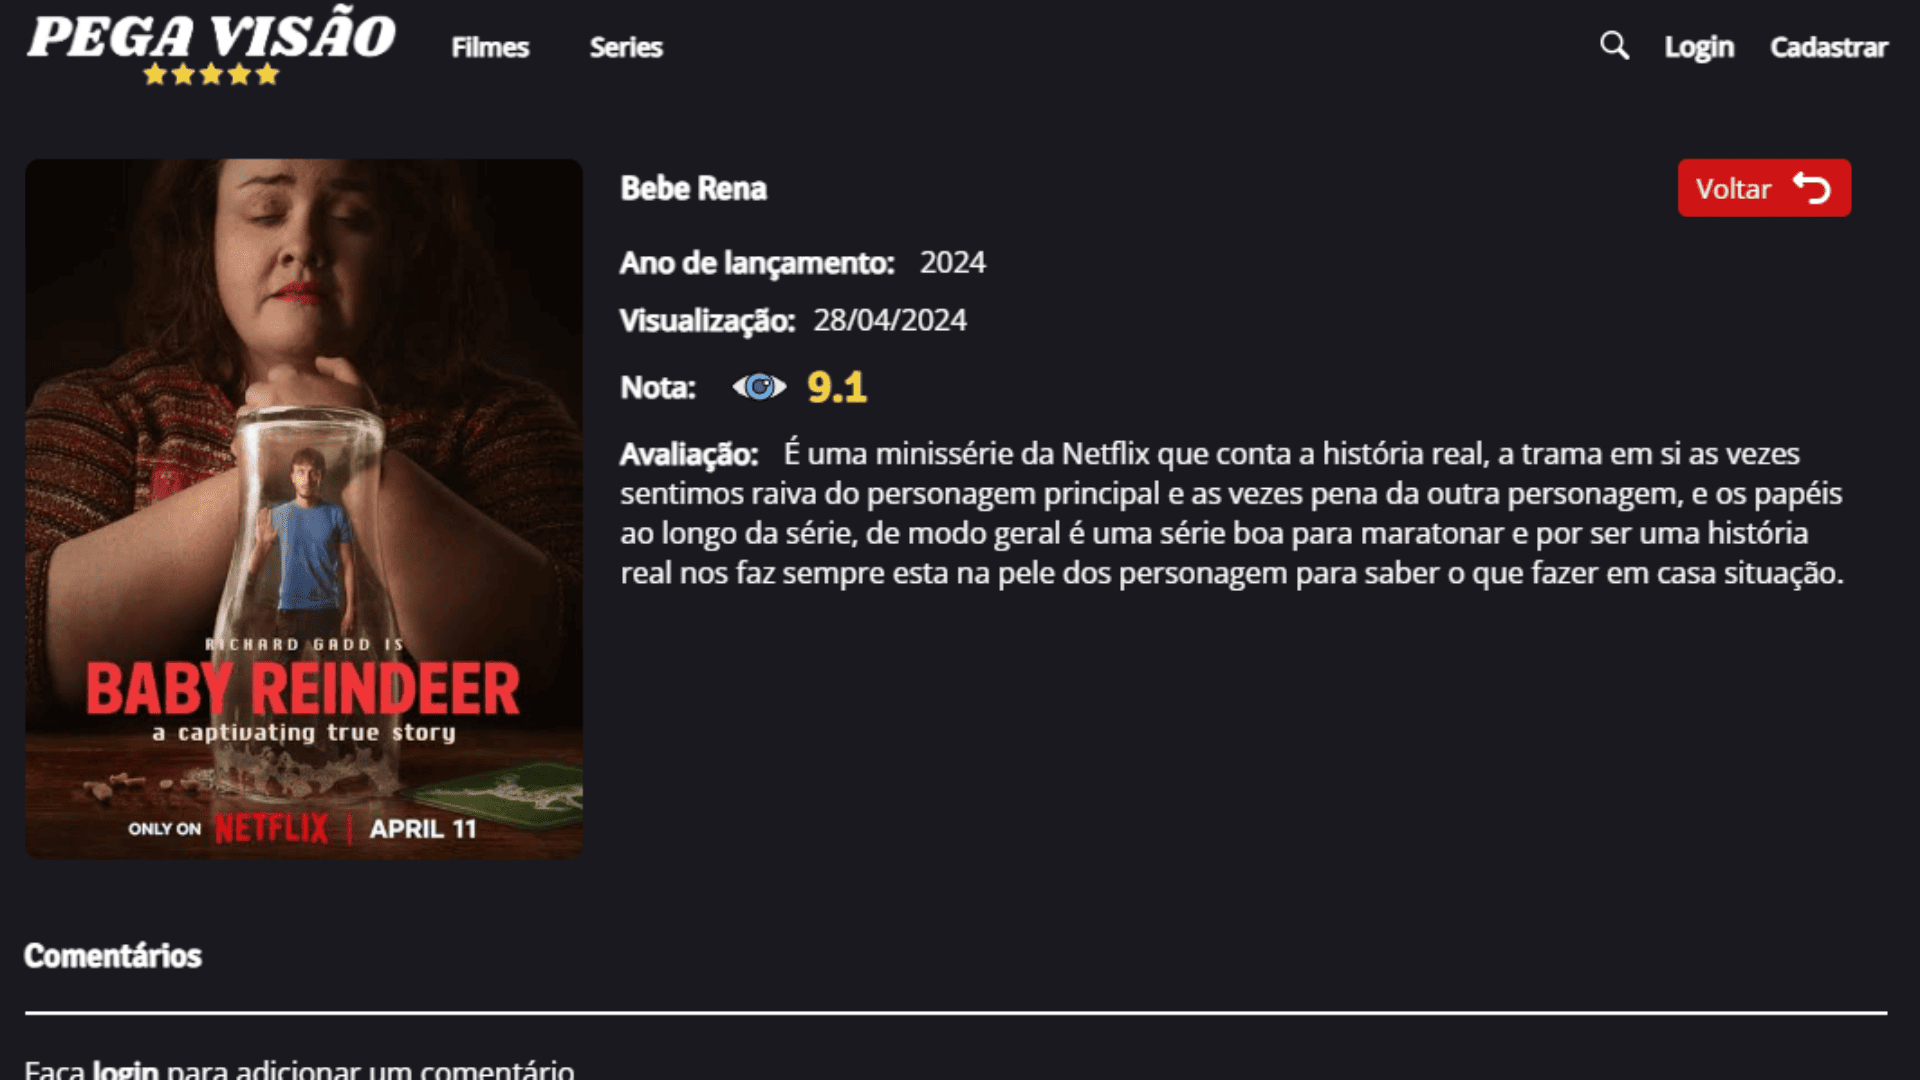 PEGA VISÃO
Filmes
Series
Login
Cadastrar
Bebe Rena
Voltar
Ano de lançamento: 2024
Visualização: 28/04/2024
Nota: 9.1
Avaliação: É uma minissérie da Netflix que conta a história real, a trama em si as vezes
sentimos raiva do personagem principal e as vezes pena da outra personagem, e os papéis
ao longo da série, de modo geral é uma série boa para maratonar e por ser uma história
real nos faz sempre esta na pele dos personagem para saber o que fazer em casa situação.
RICHARD GADD IS
BABY REINDEER
a captivating true story
ONLY ON NETFLIX | APRIL 11
Comentários
Faça login para adicionar um comentário